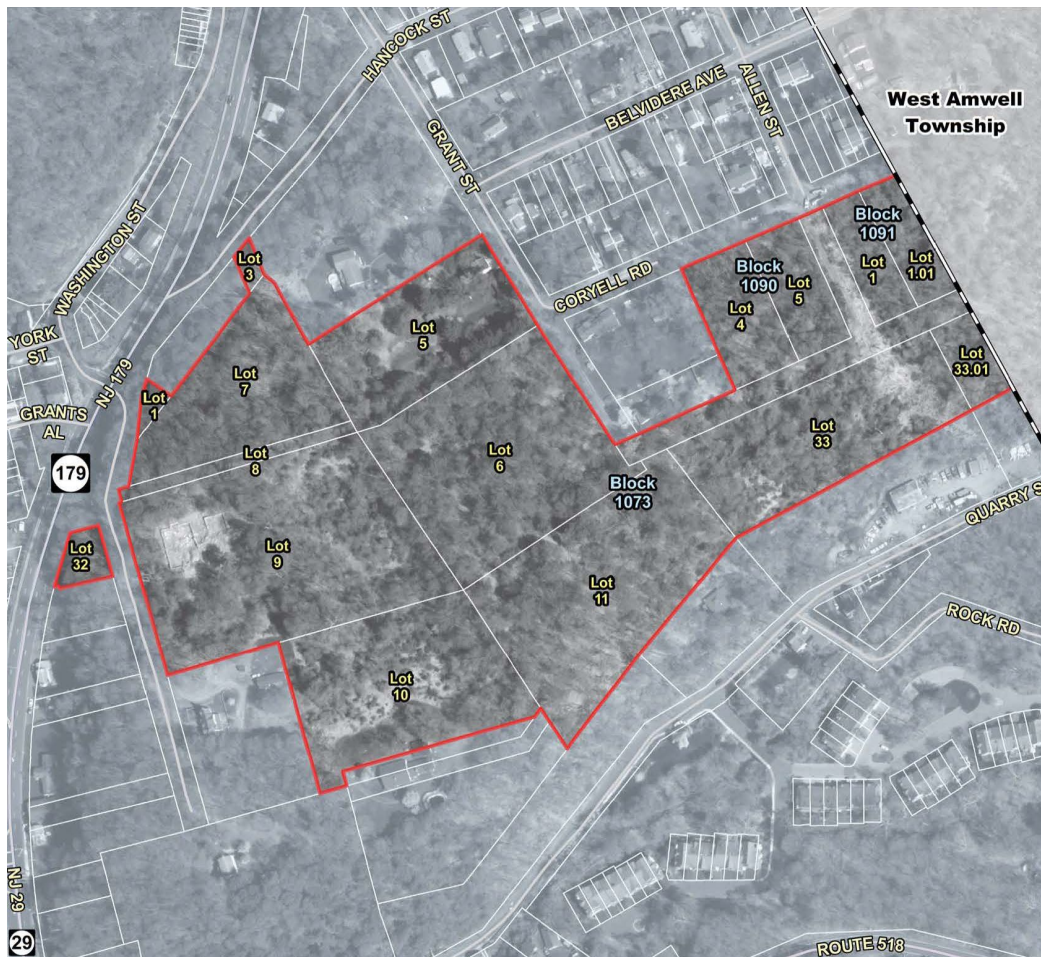 HANCOCK ST
ALLEN ST
BELVIDERE AVE
West Amwell
Township
GRANT ST
WASHINGTON ST
Block
1091
Lot
3
CORYELL RD
Block
1090
Lot
1
Lot
1.01
Lot
5
Lot
4
YORK
ST
Lot
5
NJ 179
Lot
7
Lot
33.01
Lot
1
GRANTS
AL
Lot
33
Lot
8
Lot
6
179
Block
1073
QUARRY S
Lot
32
Lot
9
Lot
11
ROCK RD
Lot
10
NJ 29
29
ROUTE 518